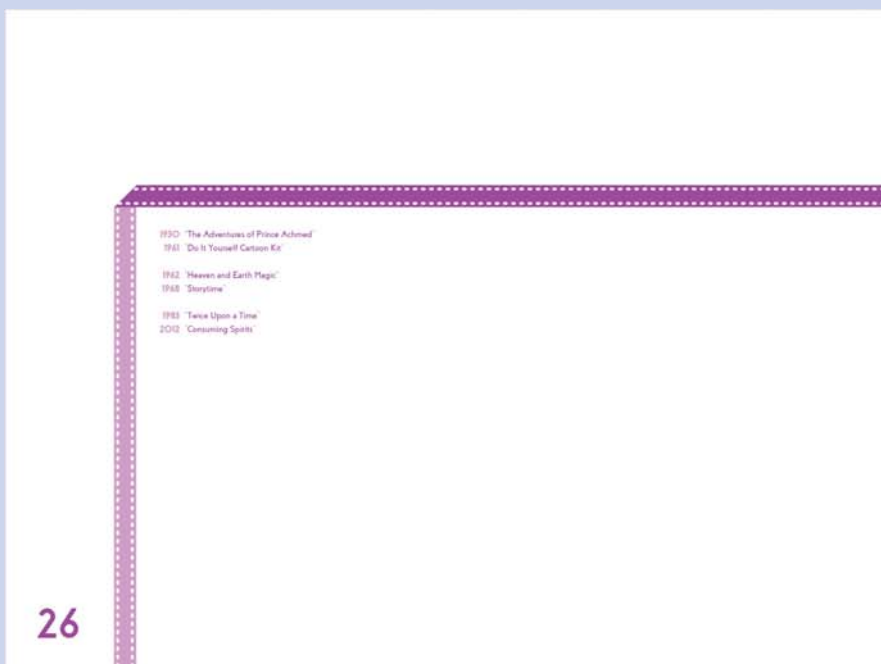 1930 'The Adventures of Prince Achmed'
1961 'Do It Youself Cartoon Kit'
1962 'Heaven and Earth Magic'
1968 'Storytime'
1983 'Twice Upon a Time'
2012 'Consuming Spirits'
26